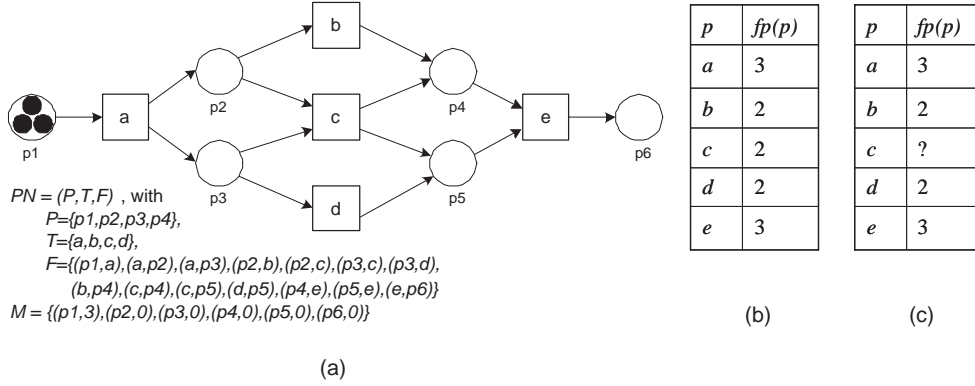 b
p2
p4
a
c
e
p1
p6
p3
p5
d
PN = (P,T,F) , with
P={p1,p2,p3,p4},
T={a,b,c,d},
F={(p1,a),(a,p2),(a,p3),(p2,b),(p2,c),(p3,c),(p3,d),
(b,p4),(c,p4),(c,p5),(d,p5),(p4,e),(p5,e),(e,p6)}
M = {(p1,3),(p2,0),(p3,0),(p4,0),(p5,0),(p6,0)}
(a)
p fp(p)
a 3
b 2
c 2
d 2
e 3
(b)
p fp(p)
a 3
b 2
c ?
d 2
e 3
(c)